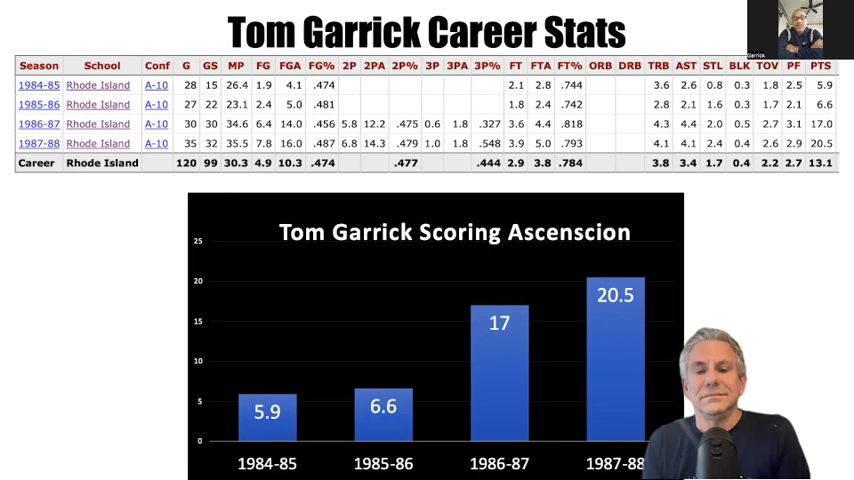 Tom Garrick Career Stats
Garrick
Season School Conf G GS MP FG FGA FG% 2P 2PA 2P% 3P 3PA 3P% FT FTA FT% ORB DRB TRB AST STL BLK TOV PF PTS
1984-85 Rhode Island A-10 28 15 26.4 1.9 4.1 .474 2.1 2.8 .744 3.6 2.6 0.8 0.3 1.8 2.5 5.9
1985-86 Rhode Island A-10 27 22 23.1 2.4 5.0 .481 1.8 2.4 .742 2.8 2.1 1.6 0.3 1.7 2.1 6.6
1986-87 Rhode Island A-10 30 30 34.6 6.4 14.0 .456 5.8 12.2 .475 0.6 1.8 .327 3.6 4.4 .818 4.3 4.4 2.0 0.5 2.7 3.1 17.0
1987-88 Rhode Island A-10 35 32 35.5 7.8 16.0 .487 6.8 14.3 .479 1.0 1.8 .548 3.9 5.0 .793 4.1 4.1 2.4 0.4 2.6 2.9 20.5
Career Rhode Island 120 99 30.3 4.9 10.3 .474 .477 .444 2.9 3.8 .784 3.8 3.4 1.7 0.4 2.2 2.7 13.1
Tom Garrick Scoring Ascenscion
25
20
15
10
5
0
5.9
6.6
17
20.5
1984-85 1985-86 1986-87 1987-88